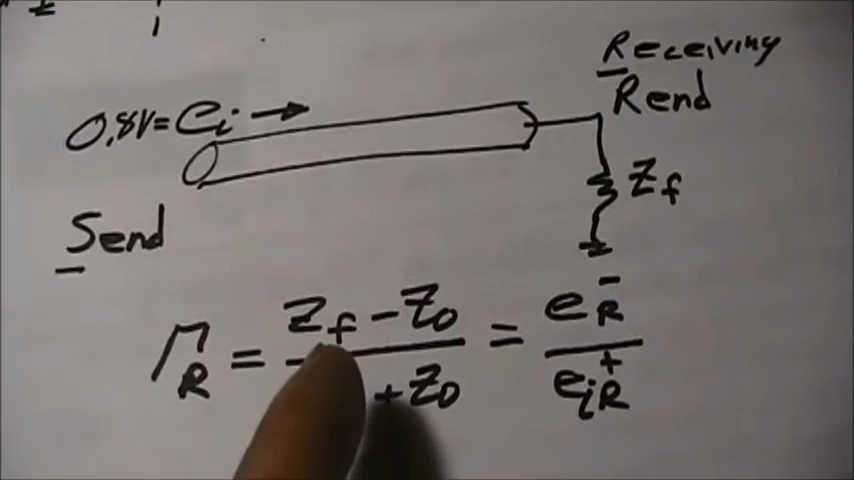 Receiving
Rend
0,8V = ei →
Zf
Send
ΓR = Zf - Z0 / + Z0 = eR- / eiR+